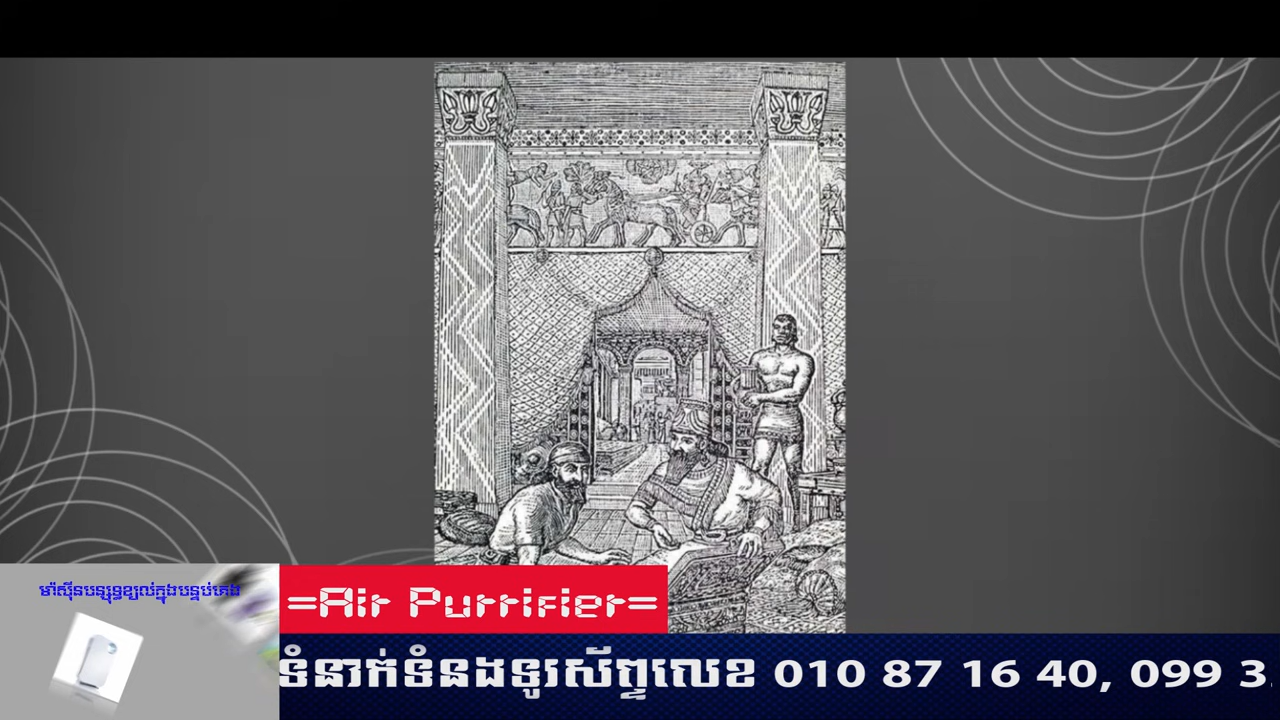 ម៉ាស៊ីនបន្សុទ្ធខ្យល់ក្នុងបន្ទប់គេង
=Air Purrifier=
ទំនាក់ទំនងទូរស័ព្ទលេខ 010 87 16 40, 099 3